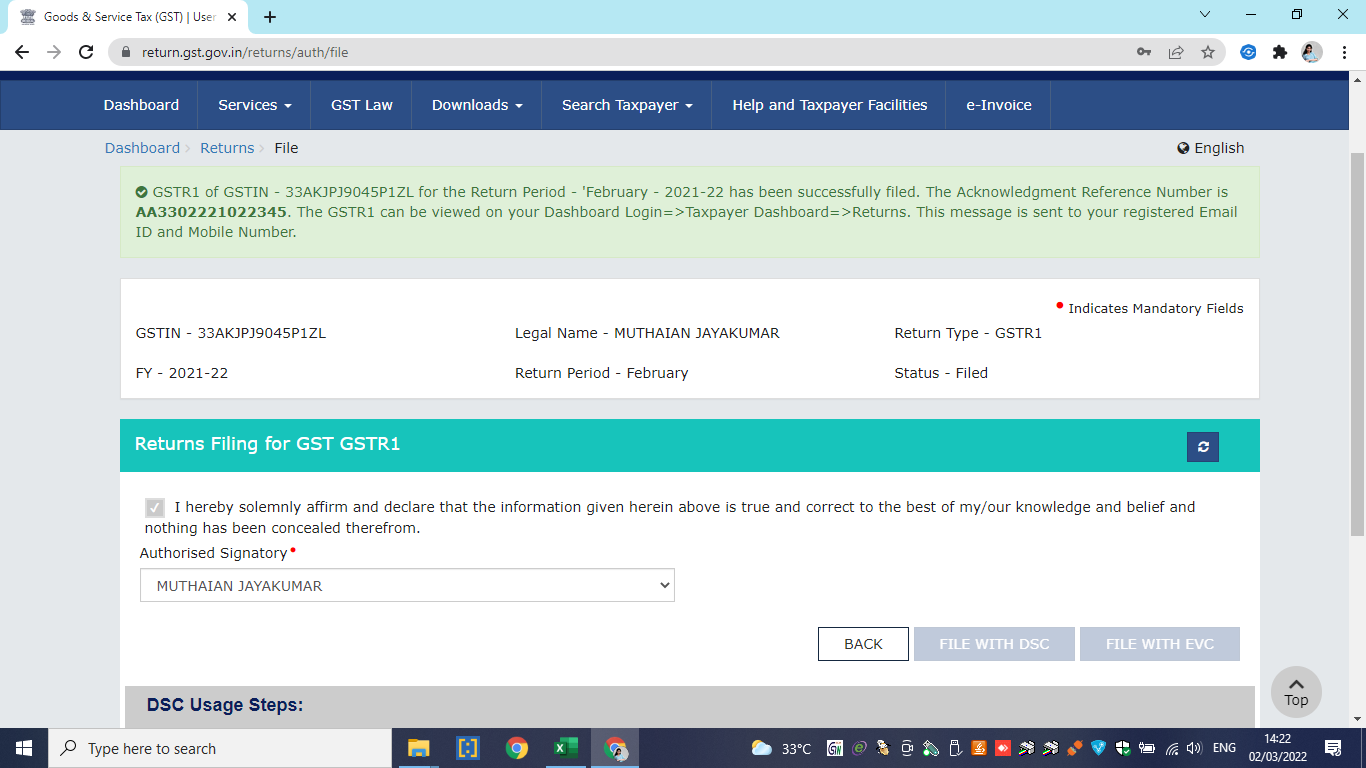 Goods & Service Tax (GST) | User
return.gst.gov.in/returns/auth/file
Dashboard Services GST Law Downloads Search Taxpayer Help and Taxpayer Facilities e-Invoice
Dashboard Returns File English
GSTR1 of GSTIN - 33AKJPJ9045P1ZL for the Return Period - 'February - 2021-22 has been successfully filed. The Acknowledgment Reference Number is
AA3302221022345. The GSTR1 can be viewed on your Dashboard Login=>Taxpayer Dashboard=>Returns. This message is sent to your registered Email
ID and Mobile Number.
• Indicates Mandatory Fields
GSTIN - 33AKJPJ9045P1ZL Legal Name - MUTHAIAN JAYAKUMAR Return Type - GSTR1
FY - 2021-22 Return Period - February Status - Filed
Returns Filing for GST GSTR1
I hereby solemnly affirm and declare that the information given herein above is true and correct to the best of my/our knowledge and belief and
nothing has been concealed therefrom.
Authorised Signatory•
MUTHAIAN JAYAKUMAR
BACK FILE WITH DSC FILE WITH EVC
Top
DSC Usage Steps:
Type here to search 33°C ENG 14:22
02/03/2022